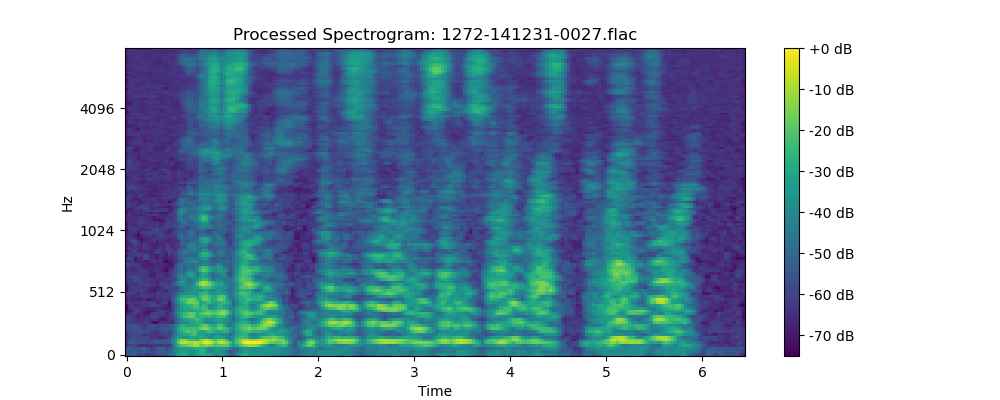 Processed Spectrogram: 1272-141231-0027.flac
+0 dB
-10 dB
-20 dB
-30 dB
-40 dB
-50 dB
-60 dB
-70 dB
4096
2048
1024
512
0
Hz
0 1 2 3 4 5 6
Time